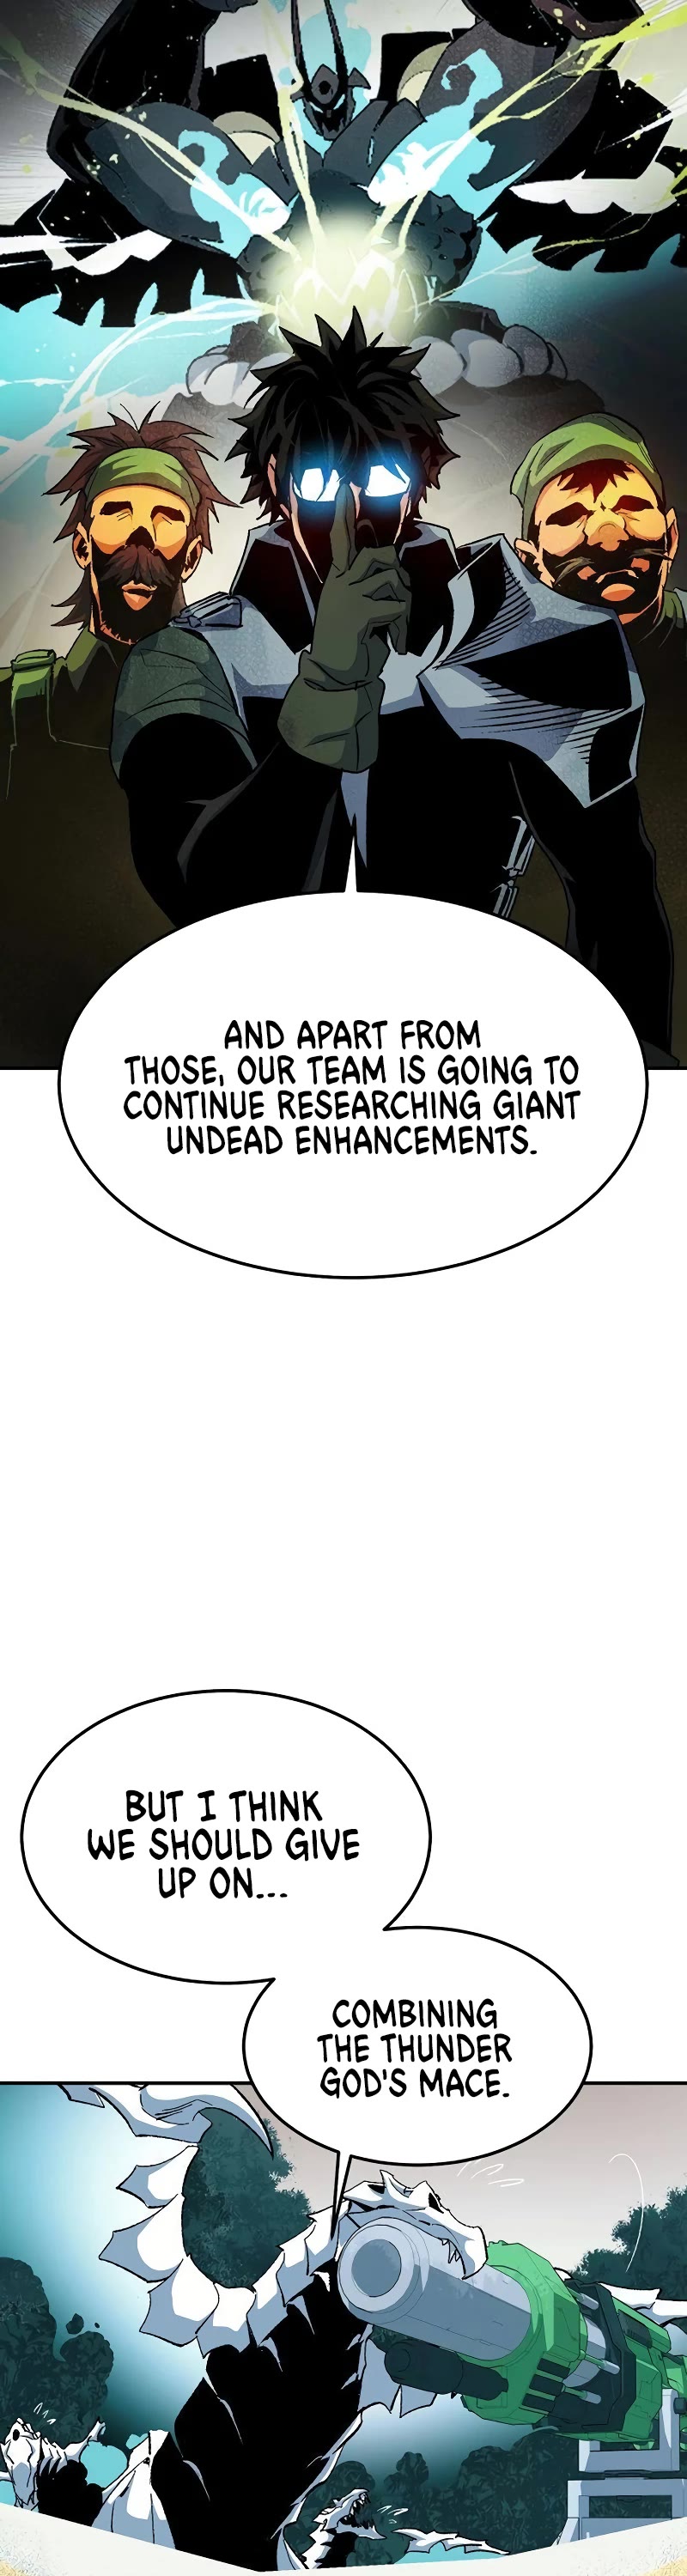 AND APART FROM
THOSE, OUR TEAM IS GOING TO
CONTINUE RESEARCHING GIANT
UNDEAD ENHANCEMENTS.
BUT I THINK
WE SHOULD GIVE
UP ON...
COMBINING
THE THUNDER
GOD'S MACE.